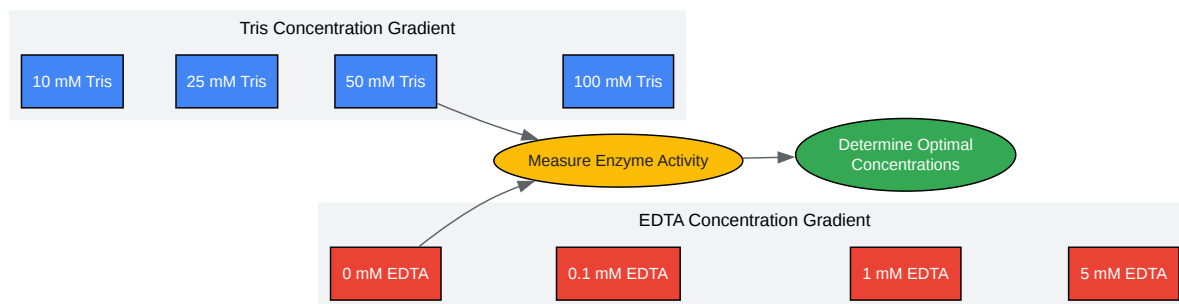 Tris Concentration Gradient
10 mM Tris
25 mM Tris
50 mM Tris
100 mM Tris
Measure Enzyme Activity
Determine Optimal
Concentrations
EDTA Concentration Gradient
0 mM EDTA
0.1 mM EDTA
1 mM EDTA
5 mM EDTA